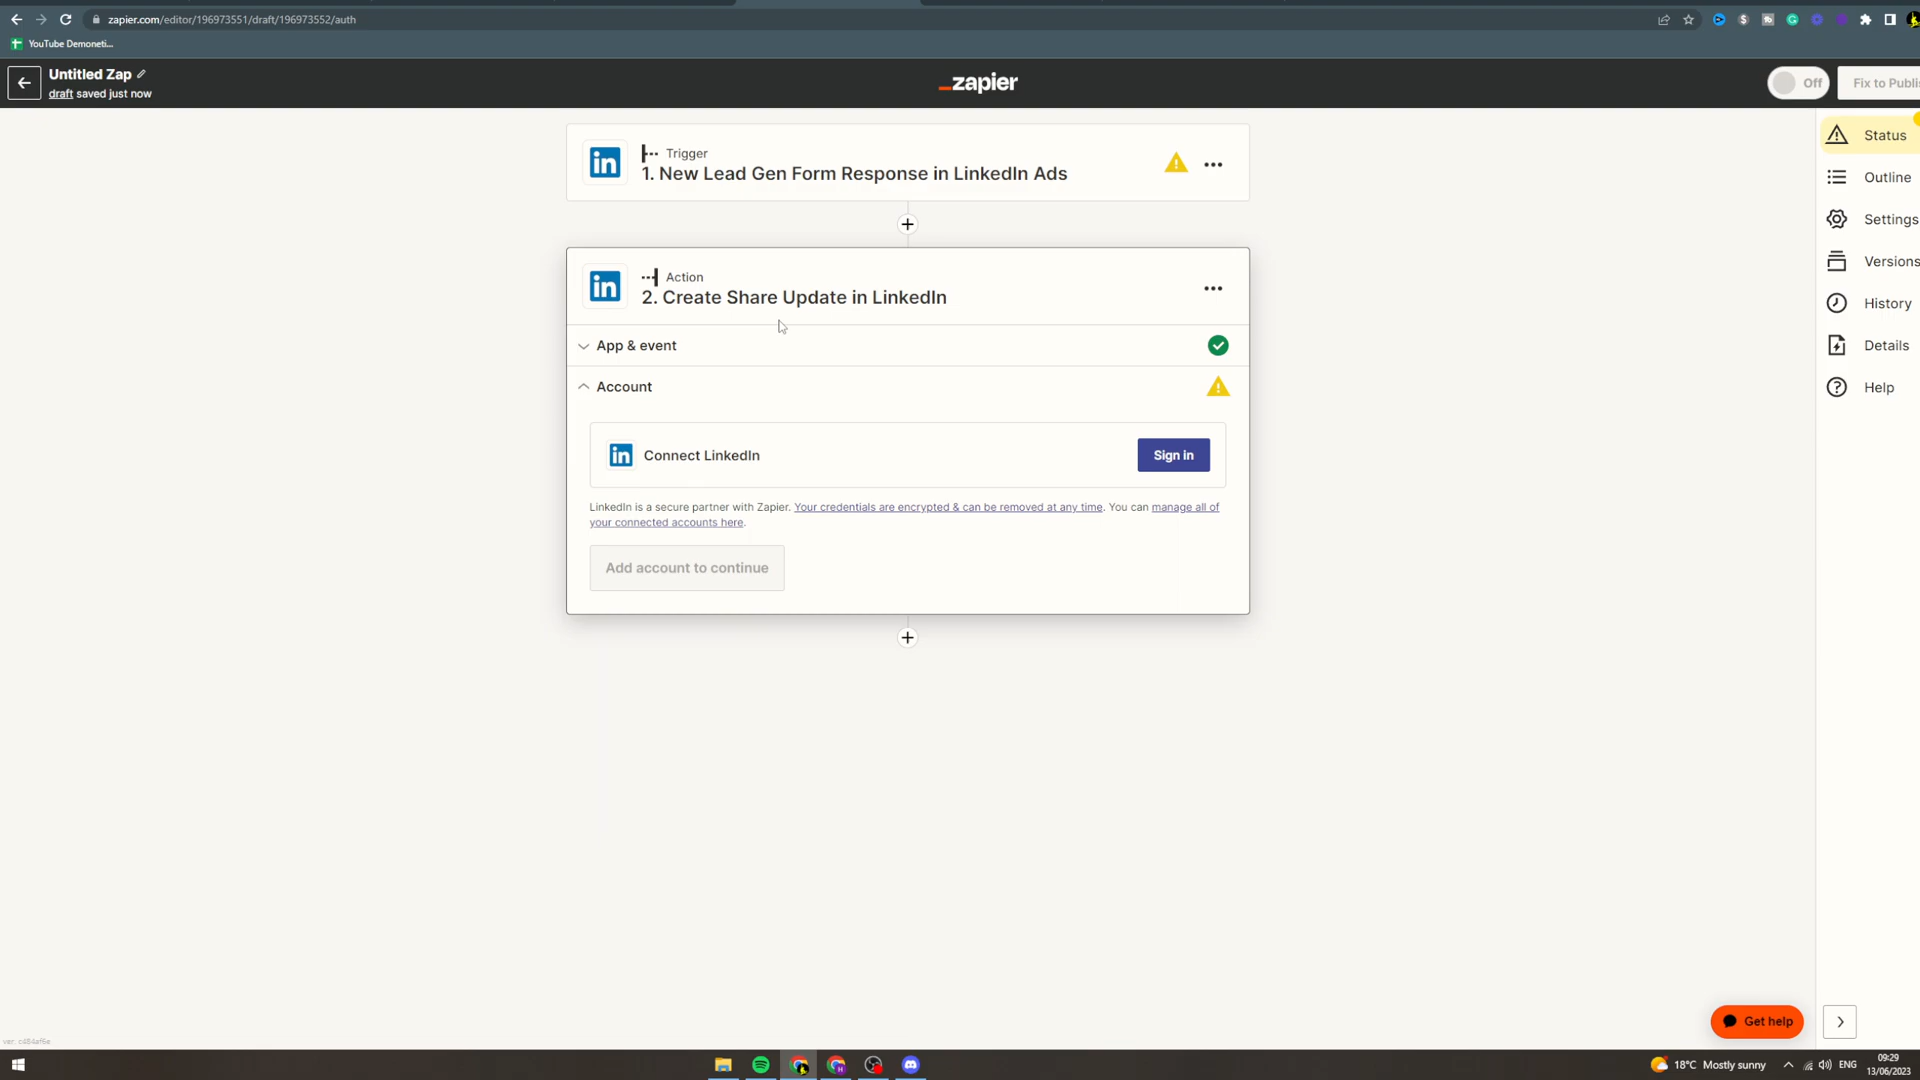 zapier.com/editor/196973551/draft/196973552/auth
YouTube Demoneti...
Untitled Zap
draft saved just now
zapier
Off
Fix to Publi
Trigger
1. New Lead Gen Form Response in LinkedIn Ads
Action
2. Create Share Update in LinkedIn
App & event
Account
in Connect LinkedIn
Sign in
LinkedIn is a secure partner with Zapier. Your credentials are encrypted & can be removed at any time. You can manage all of
your connected accounts here.
Add account to continue
Status
Outline
Settings
Versions
History
Details
Help
Get help
ver. c484af6e
18°C Mostly sunny
ENG
09:29
13/06/2023